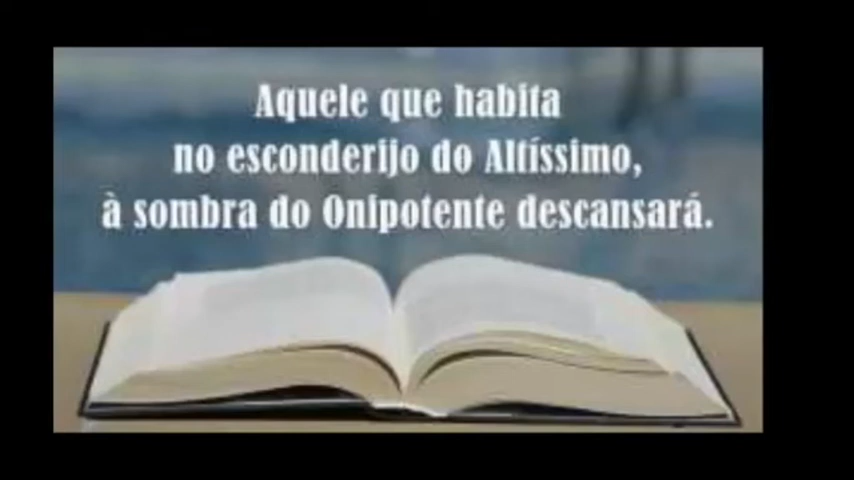 Aquele que habita
no esconderijo do Altíssimo,
à sombra do Onipotente descansará.